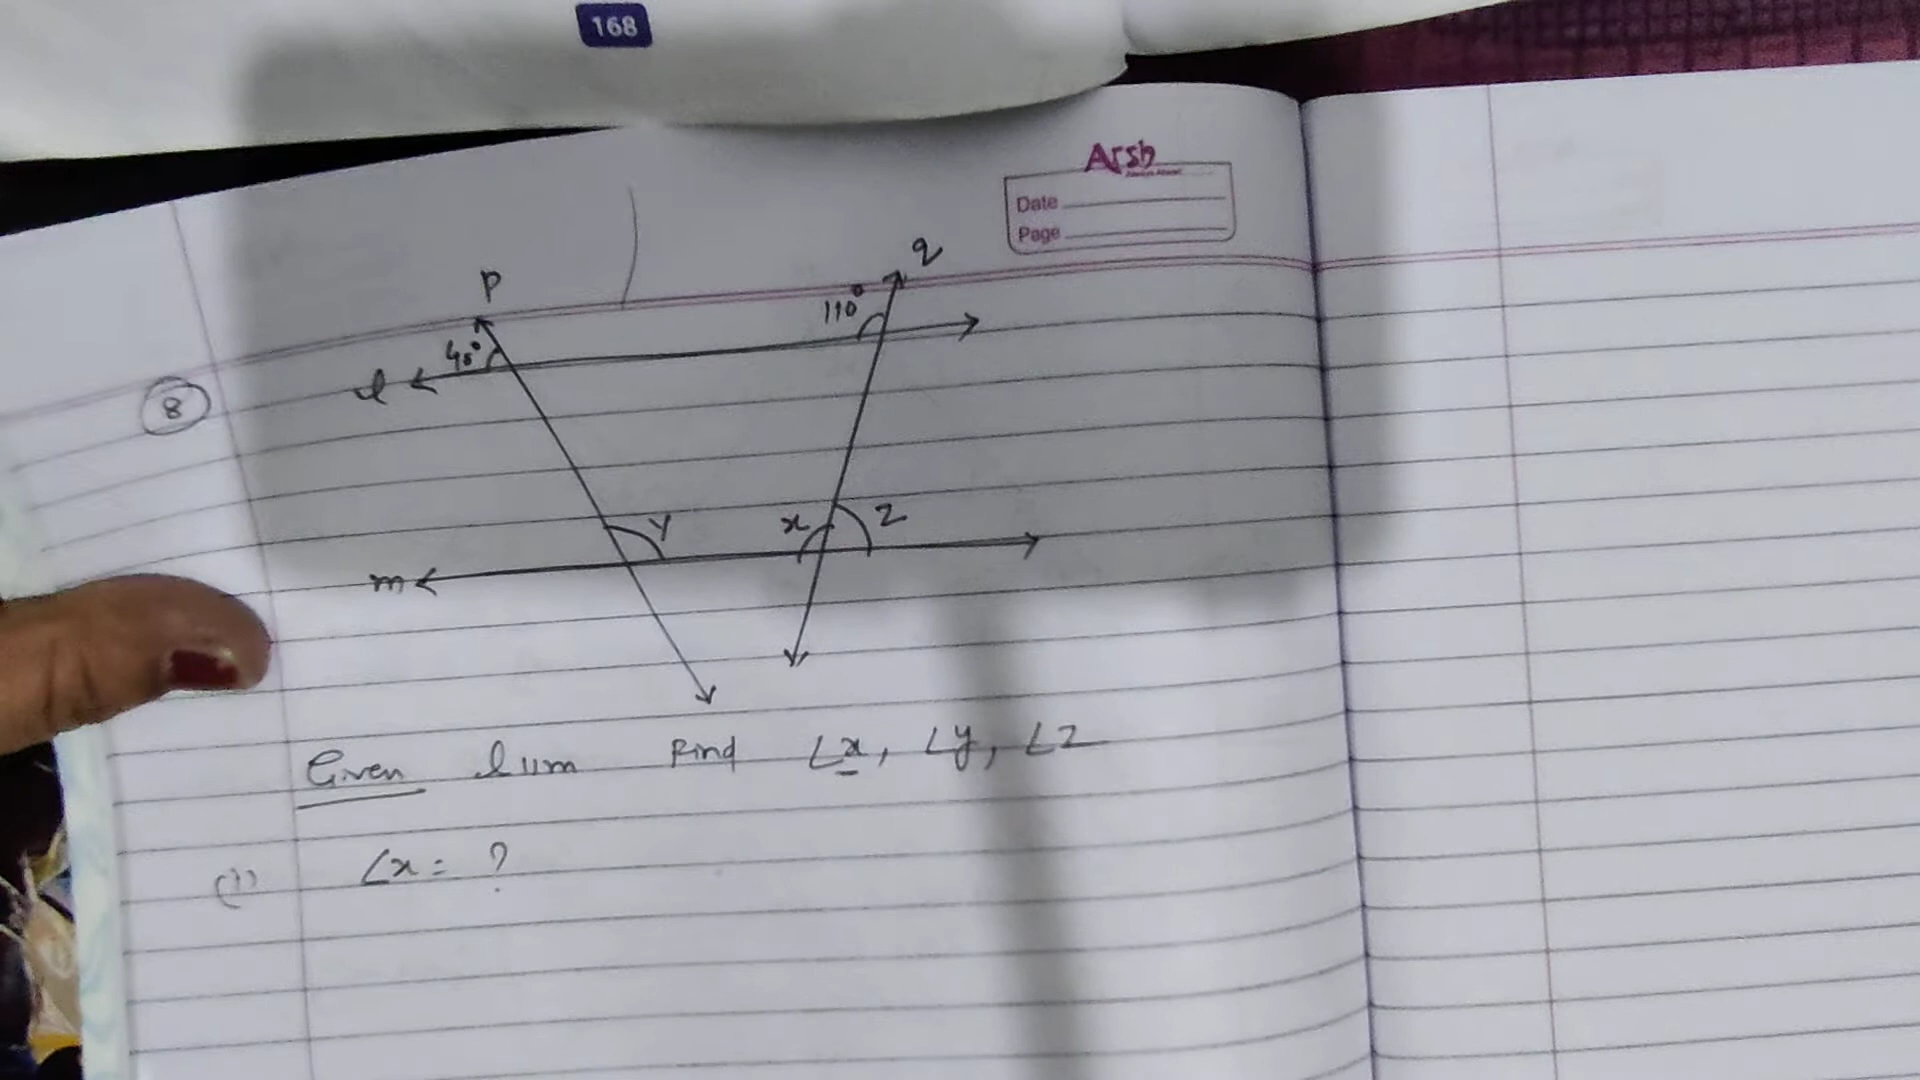 168
Arsh
Date
Page
P
q
110°
45°
l
8
y
x
z
m
Given l || m Find ∠x, ∠y, ∠z
(i) ∠x = ?